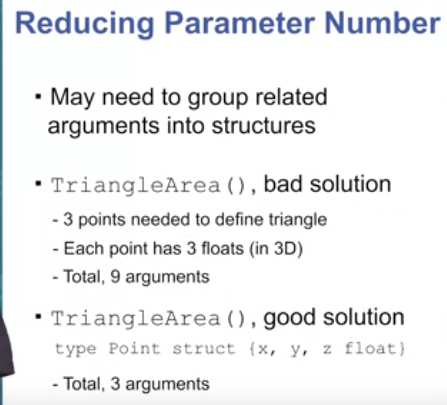 Reducing Parameter Number
▪ May need to group related
arguments into structures
▪ TriangleArea(), bad solution
- 3 points needed to define triangle
- Each point has 3 floats (in 3D)
- Total, 9 arguments
▪ TriangleArea(), good solution
type Point struct {x, y, z float}
- Total, 3 arguments